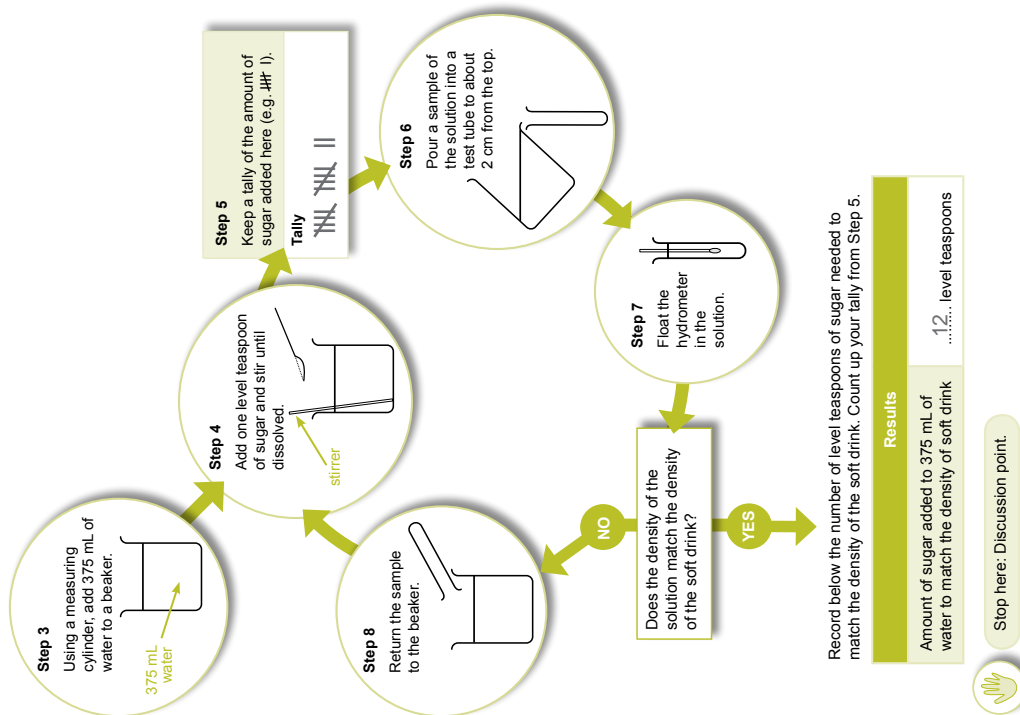 Step 3
Using a measuring
cylinder, add 375 mL of
water to a beaker.
375 mL
water
Step 4
Add one level teaspoon
of sugar and stir until
dissolved.
stirrer
Step 5
Keep a tally of the amount of
sugar added here (e.g. 𝍸 I).
Tally
𝍸 𝍸 II
Step 6
Pour a sample of
the solution into a
test tube to about
2 cm from the top.
Step 7
Float the
hydrometer
in the
solution.
Does the density of the
solution match the density
of the soft drink?
NO
YES
Step 8
Return the sample
to the beaker.
Record below the number of level teaspoons of sugar needed to
match the density of the soft drink. Count up your tally from Step 5.
Results
Amount of sugar added to 375 mL of
water to match the density of soft drink
...12... level teaspoons
Stop here: Discussion point.